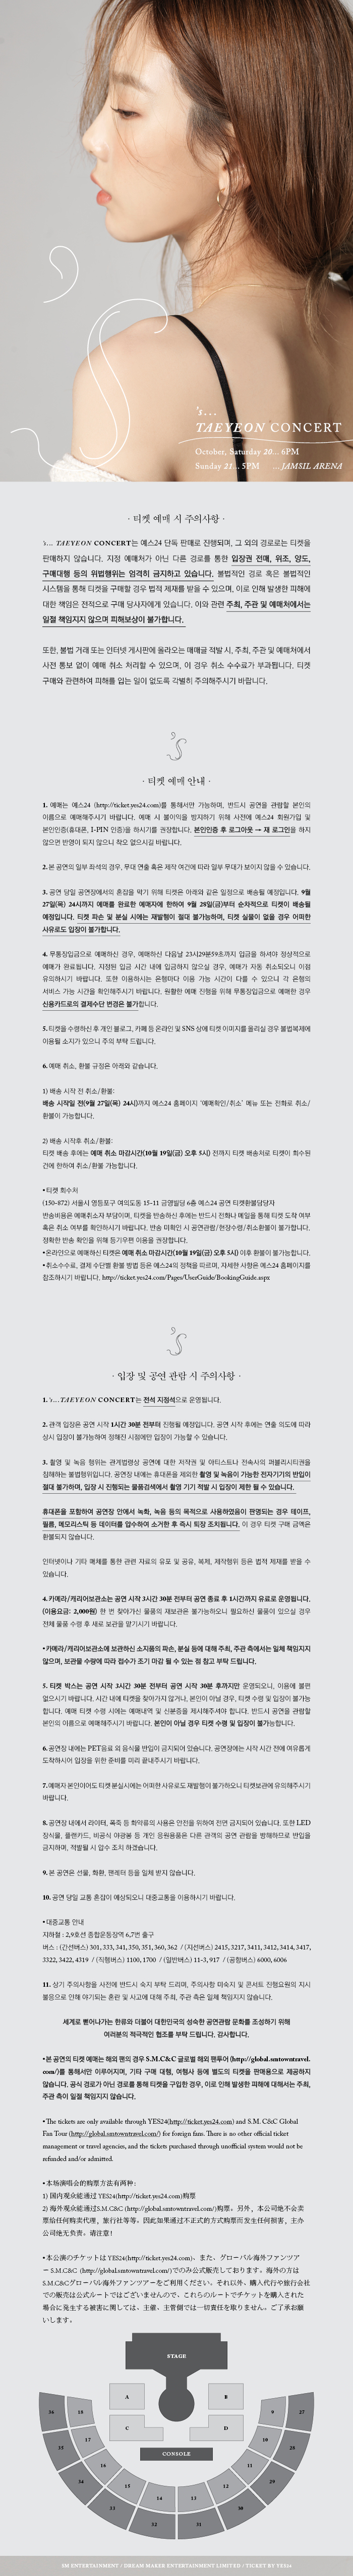 's...
TAEYEON CONCERT
October, Saturday 20... 6PM
Sunday 21... 5PM ... JAMSIL ARENA
· 티켓 예매 시 주의사항 ·
's... TAEYEON CONCERT는 예스24 단독 판매로 진행되며, 그 외의 경로로는 티켓을
판매하지 않습니다. 지정 예매처가 아닌 다른 경로를 통한 입장권 전매, 위조, 양도,
구매대행 등의 위법행위는 엄격히 금지하고 있습니다. 불법적인 경로 혹은 불법적인
시스템을 통해 티켓을 구매할 경우 법적 제재를 받을 수 있으며, 이로 인해 발생한 피해에
대한 책임은 전적으로 구매 당사자에게 있습니다. 이와 관련 주최, 주관 및 예매처에서는
일절 책임지지 않으며 피해보상이 불가합니다.
또한, 불법 거래 또는 인터넷 게시판에 올라오는 매매글 적발 시, 주최, 주관 및 예매처에서
사전 통보 없이 예매 취소 처리할 수 있으며, 이 경우 취소 수수료가 부과됩니다. 티켓
구매와 관련하여 피해를 입는 일이 없도록 각별히 주의해주시기 바랍니다.
· 티켓 예매 안내 ·
1. 예매는 예스24 (http://ticket.yes24.com)를 통해서만 가능하며, 반드시 공연을 관람할 본인의
이름으로 예매해주시기 바랍니다. 예매 시 불이익을 방지하기 위해 사전에 예스24 회원가입 및
본인인증(휴대폰, I-PIN 인증)을 하시기를 권장합니다. 본인인증 후 로그아웃 → 재 로그인을 하지
않으면 반영이 되지 않으니 착오 없으시길 바랍니다.
2. 본 공연의 일부 좌석의 경우, 무대 연출 혹은 제작 여건에 따라 일부 무대가 보이지 않을 수 있습니다.
3. 공연 당일 공연장에서의 혼잡을 막기 위해 티켓은 아래와 같은 일정으로 배송될 예정입니다. 9월
27일(목) 24시까지 예매를 완료한 예매자에 한하여 9월 28일(금)부터 순차적으로 티켓이 배송될
예정입니다. 티켓 파손 및 분실 시에는 재발행이 절대 불가능하며, 티켓 실물이 없을 경우 어떠한
사유로도 입장이 불가합니다.
4. 무통장입금으로 예매하신 경우, 예매하신 다음날 23시29분59초까지 입금을 하셔야 정상적으로
예매가 완료됩니다. 지정된 입금 시간 내에 입금하지 않으실 경우, 예매가 자동 취소되오니 이점
유의하시기 바랍니다. 또한 이용하시는 은행마다 이용 가능 시간이 다를 수 있으니 각 은행의
서비스 가능 시간을 확인해주시기 바랍니다. 원활한 예매 진행을 위해 무통장입금으로 예매한 경우
신용카드로의 결제수단 변경은 불가합니다.
5. 티켓을 수령하신 후 개인 블로그, 카페 등 온라인 및 SNS 상에 티켓 이미지를 올리실 경우 불법복제에
이용될 소지가 있으니 주의 부탁 드립니다.
6. 예매 취소, 환불 규정은 아래와 같습니다.
1) 배송 시작 전 취소/환불:
배송 시작일 전(9월 27일(목) 24시)까지 예스24 홈페이지 '예매확인/취소' 메뉴 또는 전화로 취소/
환불이 가능합니다.
2) 배송 시작후 취소/환불:
티켓 배송 후에는 예매 취소 마감시간(10월 19일(금) 오후 5시) 전까지 티켓 배송처로 티켓이 회수된
건에 한하여 취소/환불 가능합니다.
• 티켓 회수처
(150-872) 서울시 영등포구 여의도동 15-11 금영빌딩 6층 예스24 공연 티켓환불담당자
반송비용은 예매취소자 부담이며, 티켓을 반송하신 후에는 반드시 전화나 메일을 통해 티켓 도착 여부
혹은 취소 여부를 확인하시기 바랍니다. 반송 미확인 시 공연관람/현장수령/취소환불이 불가합니다.
정확한 반송 확인을 위해 등기우편 이용을 권장합니다.
• 온라인으로 예매하신 티켓은 예매 취소 마감시간(10월 19일(금) 오후 5시) 이후 환불이 불가능합니다.
• 취소수수료, 결제 수단별 환불 방법 등은 예스24의 정책을 따르며, 자세한 사항은 예스24 홈페이지를
참조하시기 바랍니다. http://ticket.yes24.com/Pages/UserGuide/BookingGuide.aspx
· 입장 및 공연 관람 시 주의사항 ·
1. 's... TAEYEON CONCERT는 전석 지정석으로 운영됩니다.
2. 관객 입장은 공연 시작 1시간 30분 전부터 진행될 예정입니다. 공연 시작 후에는 연출 의도에 따라
상시 입장이 불가능하여 정해진 시점에만 입장이 가능할 수 있습니다.
3. 촬영 및 녹음 행위는 관계법령상 공연에 대한 저작권 및 아티스트나 전속사의 퍼블리시티권을
침해하는 불법행위입니다. 공연장 내에는 휴대폰을 제외한 촬영 및 녹음이 가능한 전자기기의 반입이
절대 불가하며, 입장 시 진행되는 물품검색에서 촬영 기기 적발 시 입장이 제한 될 수 있습니다.
휴대폰을 포함하여 공연장 안에서 녹화, 녹음 등의 목적으로 사용하였음이 판명되는 경우 테이프,
필름, 메모리스틱 등 데이터를 압수하여 소거한 후 즉시 퇴장 조치됩니다. 이 경우 티켓 구매 금액은
환불되지 않습니다.
인터넷이나 기타 매체를 통한 관련 자료의 유포 및 공유, 복제, 제작행위 등은 법적 제재를 받을 수
있습니다.
4. 카메라/캐리어보관소는 공연 시작 3시간 30분 전부터 공연 종료 후 1시간까지 유료로 운영됩니다.
(이용요금: 2,000원) 한 번 찾아가신 물품의 재보관은 불가능하오니 필요하신 물품이 있으실 경우
전체 물품 수령 후 새로 보관을 맡기시기 바랍니다.
• 카메라/캐리어보관소에 보관하신 소지품의 파손, 분실 등에 대해 주최, 주관 측에서는 일체 책임지지
않으며, 보관물 수량에 따라 접수가 조기 마감 될 수 있는 점 참고 부탁 드립니다.
5. 티켓 박스는 공연 시작 3시간 30분 전부터 공연 시작 30분 후까지만 운영되오니, 이용에 불편
없으시기 바랍니다. 시간 내에 티켓을 찾아가지 않거나, 본인이 아닐 경우, 티켓 수령 및 입장이 불가능
합니다. 예매 티켓 수령 시에는 예매내역 및 신분증을 제시해주셔야 합니다. 반드시 공연을 관람할
본인의 이름으로 예매해주시기 바랍니다. 본인이 아닐 경우 티켓 수령 및 입장이 불가능합니다.
6. 공연장 내에는 PET음료 외 음식물 반입이 금지되어 있습니다. 공연장에는 시작 시간 전에 여유롭게
도착하시어 입장을 위한 준비를 미리 끝내주시기 바랍니다.
7. 예매자 본인이어도 티켓 분실시에는 어떠한 사유로도 재발행이 불가하오니 티켓보관에 유의해주시기
바랍니다.
8. 공연장 내에서 라이터, 폭죽 등 화약류의 사용은 안전을 위하여 전면 금지되어 있습니다. 또한 LED
장식물, 플랜카드, 비공식 야광봉 등 개인 응원용품은 다른 관객의 공연 관람을 방해하므로 반입을
금지하며, 적발될 시 압수 조치 하겠습니다.
9. 본 공연은 선물, 화환, 팬레터 등을 일체 받지 않습니다.
10. 공연 당일 교통 혼잡이 예상되오니 대중교통을 이용하시기 바랍니다.
• 대중교통 안내
지하철 : 2,9호선 종합운동장역 6,7번 출구
버스 : (간선버스) 301, 333, 341, 350, 351, 360, 362 / (지선버스) 2415, 3217, 3411, 3412, 3414, 3417,
3322, 3422, 4319 / (직행버스) 1100, 1700 / (일반버스) 11-3, 917 / (공항버스) 6000, 6006
11. 상기 주의사항을 사전에 반드시 숙지 부탁 드리며, 주의사항 미숙지 및 콘서트 진행요원의 지시
불응으로 인해 야기되는 혼란 및 사고에 대해 주최, 주관 측은 일체 책임지지 않습니다.
세계로 뻗어나가는 한류와 더불어 대한민국의 성숙한 공연관람 문화를 조성하기 위해
여러분의 적극적인 협조를 부탁 드립니다. 감사합니다.
• 본 공연의 티켓 예매는 해외 팬의 경우 S.M.C&C 글로벌 해외 팬투어 (http://global.smtowntravel.
com/)를 통해서만 이루어지며, 기타 구매 대행, 여행사 등에 별도의 티켓을 판매용으로 제공하지
않습니다. 공식 경로가 아닌 경로를 통해 티켓을 구입한 경우, 이로 인해 발생한 피해에 대해서는 주최,
주관 측이 일절 책임지지 않습니다.
• The tickets are only available through YES24(http://ticket.yes24.com) and S.M. C&C Global
Fan Tour (http://global.smtowntravel.com/) for foreign fans. There is no other official ticket
management or travel agencies, and the tickets purchased through unofficial system would not be
refunded and/or admitted.
• 本场演唱会的购票方法有两种:
1) 国内观众能通过 YES24(http://ticket.yes24.com)购票
2) 海外观众能通过S.M.C&C (http://global.smtowntravel.com/)购票。另外, 本公司绝不会卖
票给任何购卖代理, 旅行社等等。因此如果通过不正式的方式购票而发生任何损害, 主办
公司绝无负责。请注意!
• 本公演のチケットは YES24(http://ticket.yes24.com)、また、グローバル海外ファンツア
ー S.M.C&C (http://global.smtowntravel.com/)でのみ公式販売しております。海外の方は
S.M.C&Cグローバル海外ファンツアーをご利用ください。それ以外、購入代行や旅行会社
での販売は公式ルートではございませんので、これらのルートでチケットを購入された
場合に発生する被害に関しては、主催、主管側では一切責任を取りません。ご了承お願
いします。
STAGE
A B
C D
CONSOLE
36 18 9 27
35 17 10 28
34 16 11 29
33 15 14 13 12 30
32 31
SM ENTERTAINMENT / DREAM MAKER ENTERTAINMENT LIMITED / TICKET BY YES24